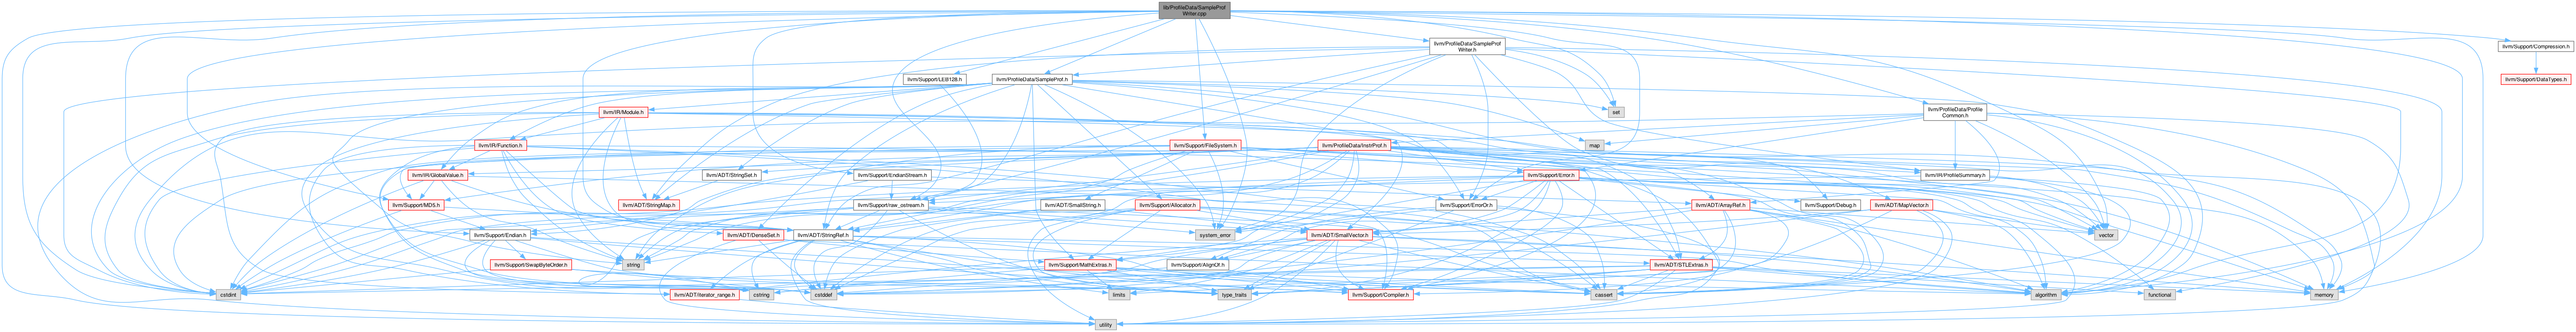 lib/ProfileData/SampleProf
Writer.cpp
llvm/ProfileData/SampleProf
Writer.h
llvm/Support/Compression.h
llvm/Support/LEB128.h
llvm/ProfileData/SampleProf.h
llvm/Support/DataTypes.h
llvm/IR/Module.h
set
llvm/ProfileData/Profile
Common.h
llvm/IR/Function.h
llvm/Support/FileSystem.h
llvm/ProfileData/InstrProf.h
map
llvm/IR/GlobalValue.h
llvm/ADT/StringSet.h
llvm/Support/EndianStream.h
llvm/Support/Error.h
llvm/IR/ProfileSummary.h
llvm/Support/MD5.h
llvm/ADT/StringMap.h
llvm/Support/raw_ostream.h
llvm/ADT/SmallString.h
llvm/Support/Allocator.h
llvm/Support/ErrorOr.h
llvm/ADT/ArrayRef.h
llvm/Support/Debug.h
llvm/ADT/MapVector.h
llvm/Support/Endian.h
llvm/ADT/DenseSet.h
llvm/ADT/StringRef.h
system_error
llvm/ADT/SmallVector.h
vector
llvm/Support/SwapByteOrder.h
string
llvm/Support/MathExtras.h
llvm/Support/AlignOf.h
llvm/ADT/STLExtras.h
cstdint
llvm/ADT/iterator_range.h
cstring
cstddef
limits
type_traits
llvm/Support/Compiler.h
cassert
algorithm
functional
memory
utility